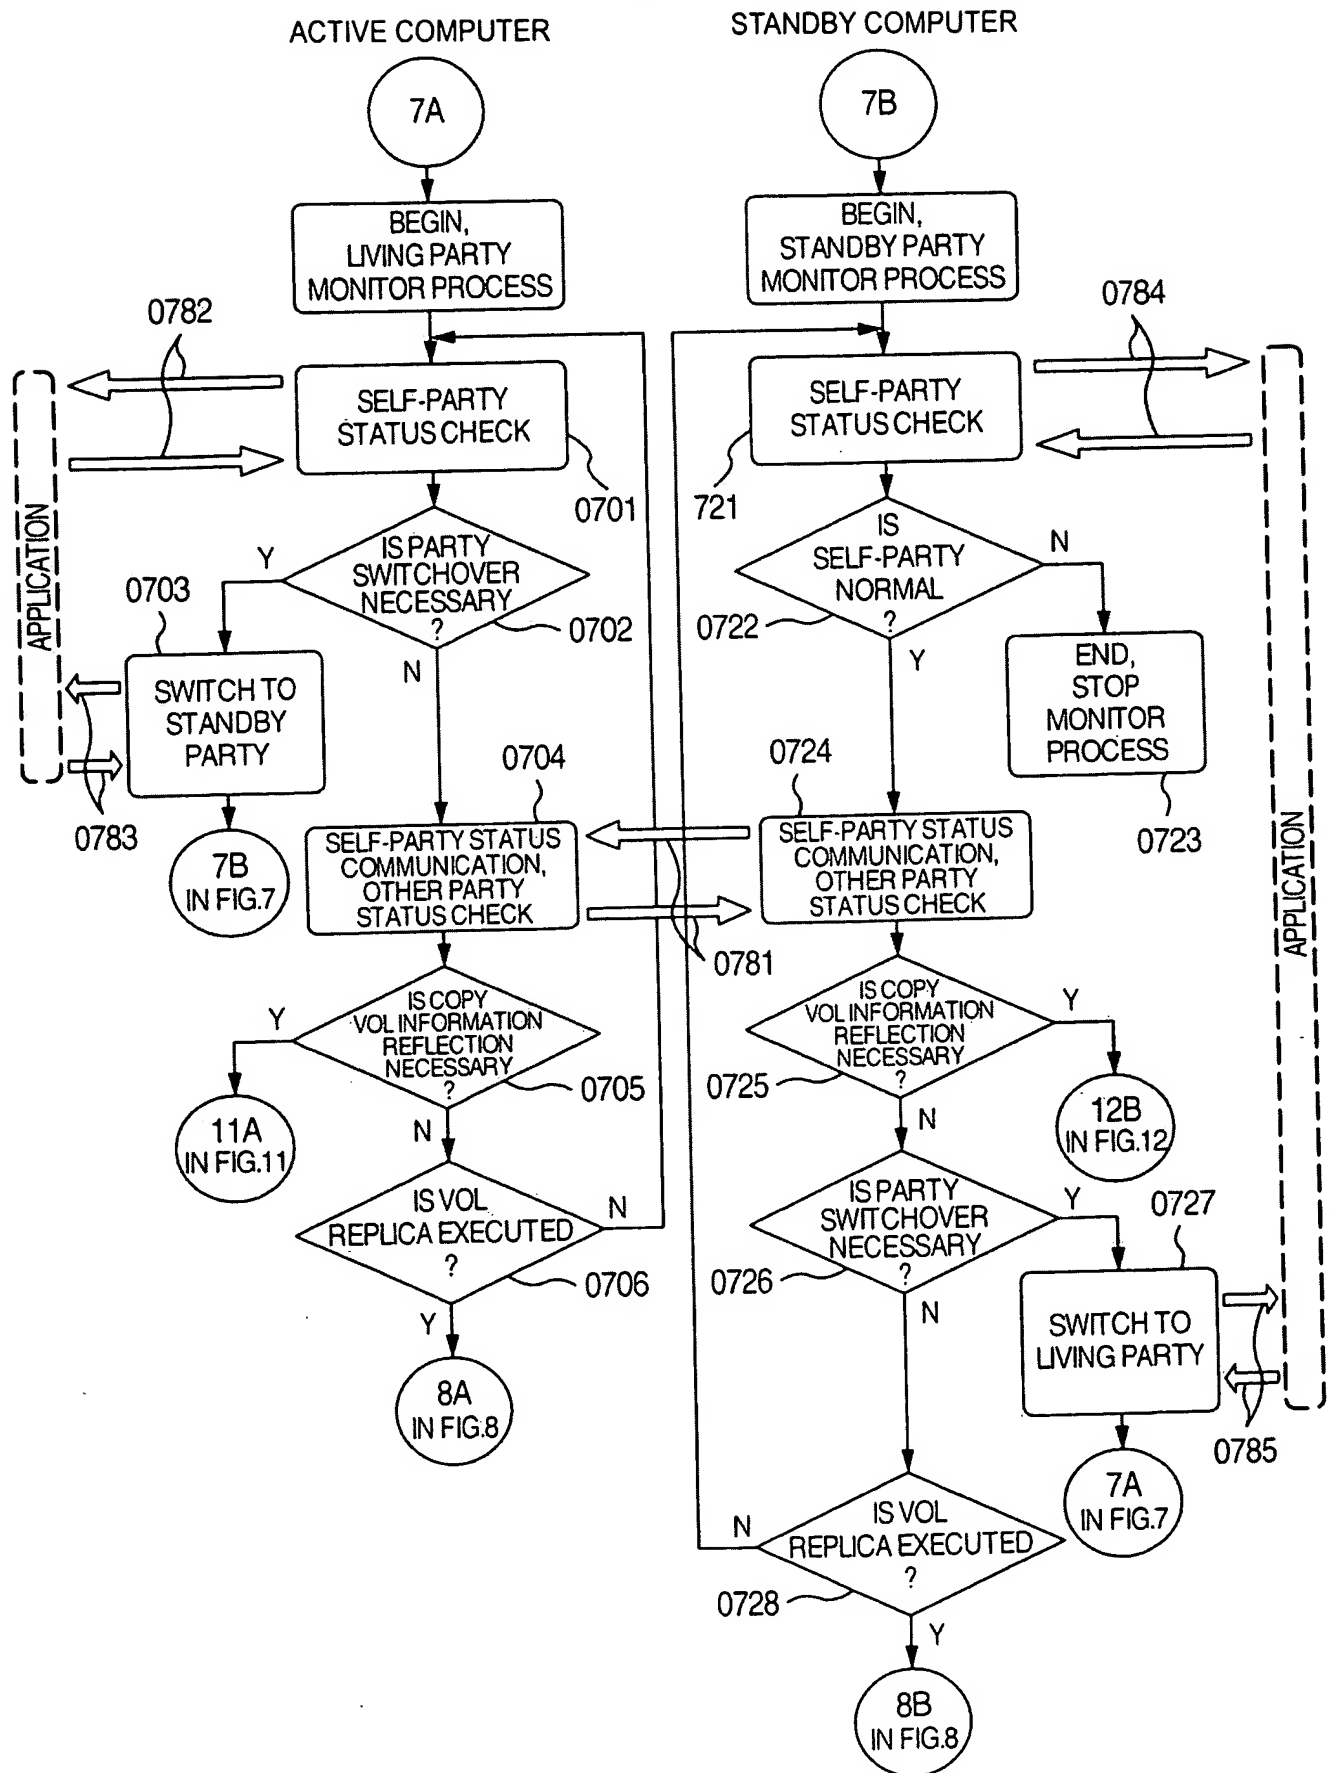 ACTIVE COMPUTER
7A
BEGIN,
LIVING PARTY
MONITOR PROCESS
0782
SELF-PARTY
STATUS CHECK
0701
APPLICATION
IS PARTY
SWITCHOVER
NECESSARY
?
Y
N
0702
0703
SWITCH TO
STANDBY
PARTY
0783
7B
IN FIG.7
0704
SELF-PARTY STATUS
COMMUNICATION,
OTHER PARTY
STATUS CHECK
0781
IS COPY
VOL INFORMATION
REFLECTION
NECESSARY
?
Y
N
0705
11A
IN FIG.11
IS VOL
REPLICA EXECUTED
?
N
Y
0706
8A
IN FIG.8
STANDBY COMPUTER
7B
BEGIN,
STANDBY PARTY
MONITOR PROCESS
0784
SELF-PARTY
STATUS CHECK
721
APPLICATION
IS
SELF-PARTY
NORMAL
?
N
Y
0722
END,
STOP
MONITOR
PROCESS
0723
0724
SELF-PARTY STATUS
COMMUNICATION,
OTHER PARTY
STATUS CHECK
IS COPY
VOL INFORMATION
REFLECTION
NECESSARY
?
Y
N
0725
12B
IN FIG.12
IS PARTY
SWITCHOVER
NECESSARY
?
Y
N
0726
0727
SWITCH TO
LIVING PARTY
0785
7A
IN FIG.7
IS VOL
REPLICA EXECUTED
?
N
Y
0728
8B
IN FIG.8